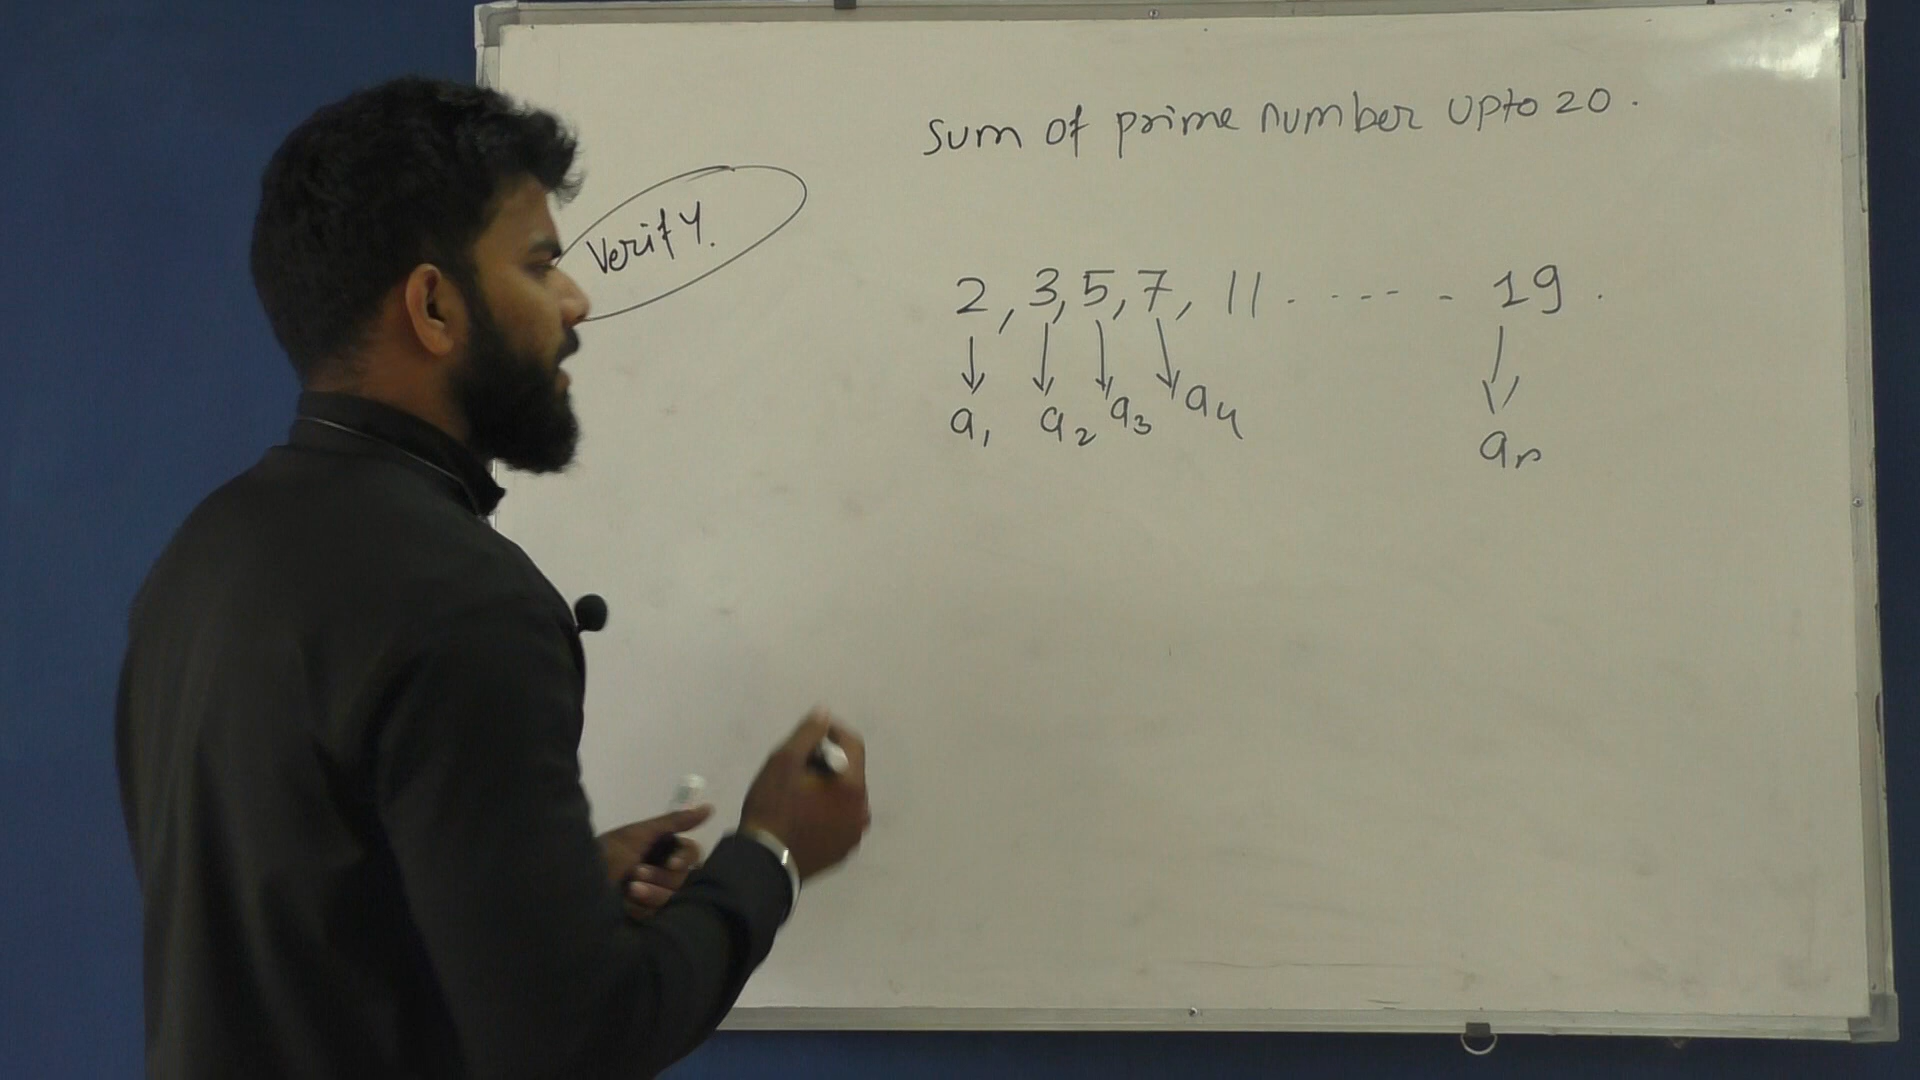 Sum of prime number upto 20.
Verify.
2, 3, 5, 7, 11. - - - - - 19.
a1 a2 a3 a4 an